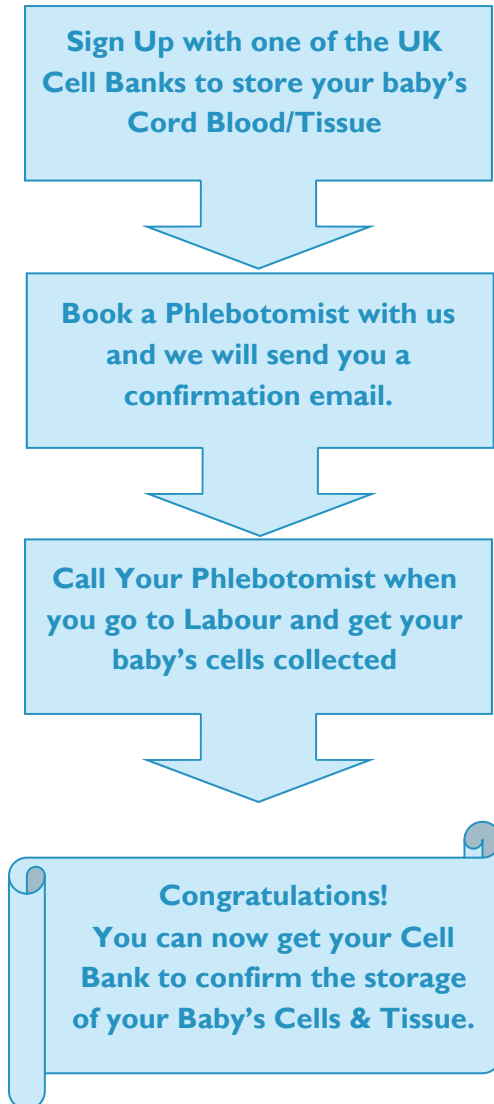 Sign Up with one of the UK
Cell Banks to store your baby’s
Cord Blood/Tissue
Book a Phlebotomist with us
and we will send you a
confirmation email.
Call Your Phlebotomist when
you go to Labour and get your
baby’s cells collected
Congratulations!
You can now get your Cell
Bank to confirm the storage
of your Baby’s Cells & Tissue.